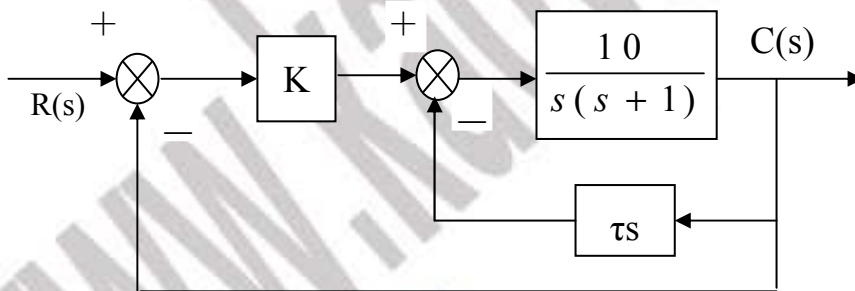 +
+
10
C(s)
K
s(s + 1)
R(s)
—
—
τs